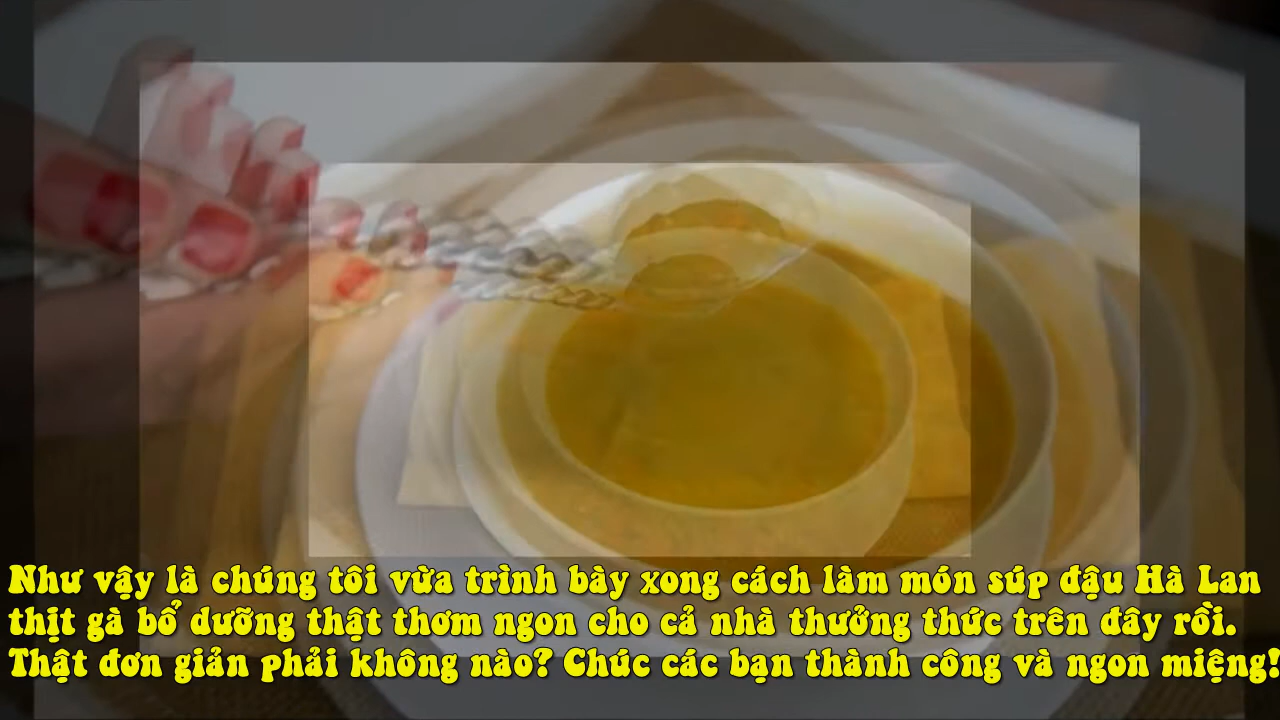 Như vậy là chúng tôi vừa trình bày xong cách làm món súp đậu Hà Lan
thịt gà bổ dưỡng thật thơm ngon cho cả nhà thưởng thức trên đây rồi.
Thật đơn giản phải không nào? Chúc các bạn thành công và ngon miệng!